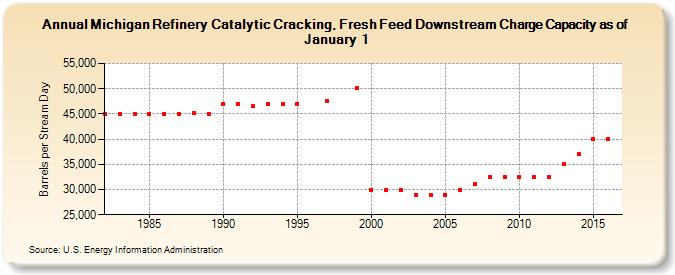 Annual Michigan Refinery Catalytic Cracking, Fresh Feed Downstream Charge Capacity as of
January 1
Barrels per Stream Day
55,000
50,000
45,000
40,000
35,000
30,000
25,000
1985 1990 1995 2000 2005 2010 2015
Source: U.S. Energy Information Administration